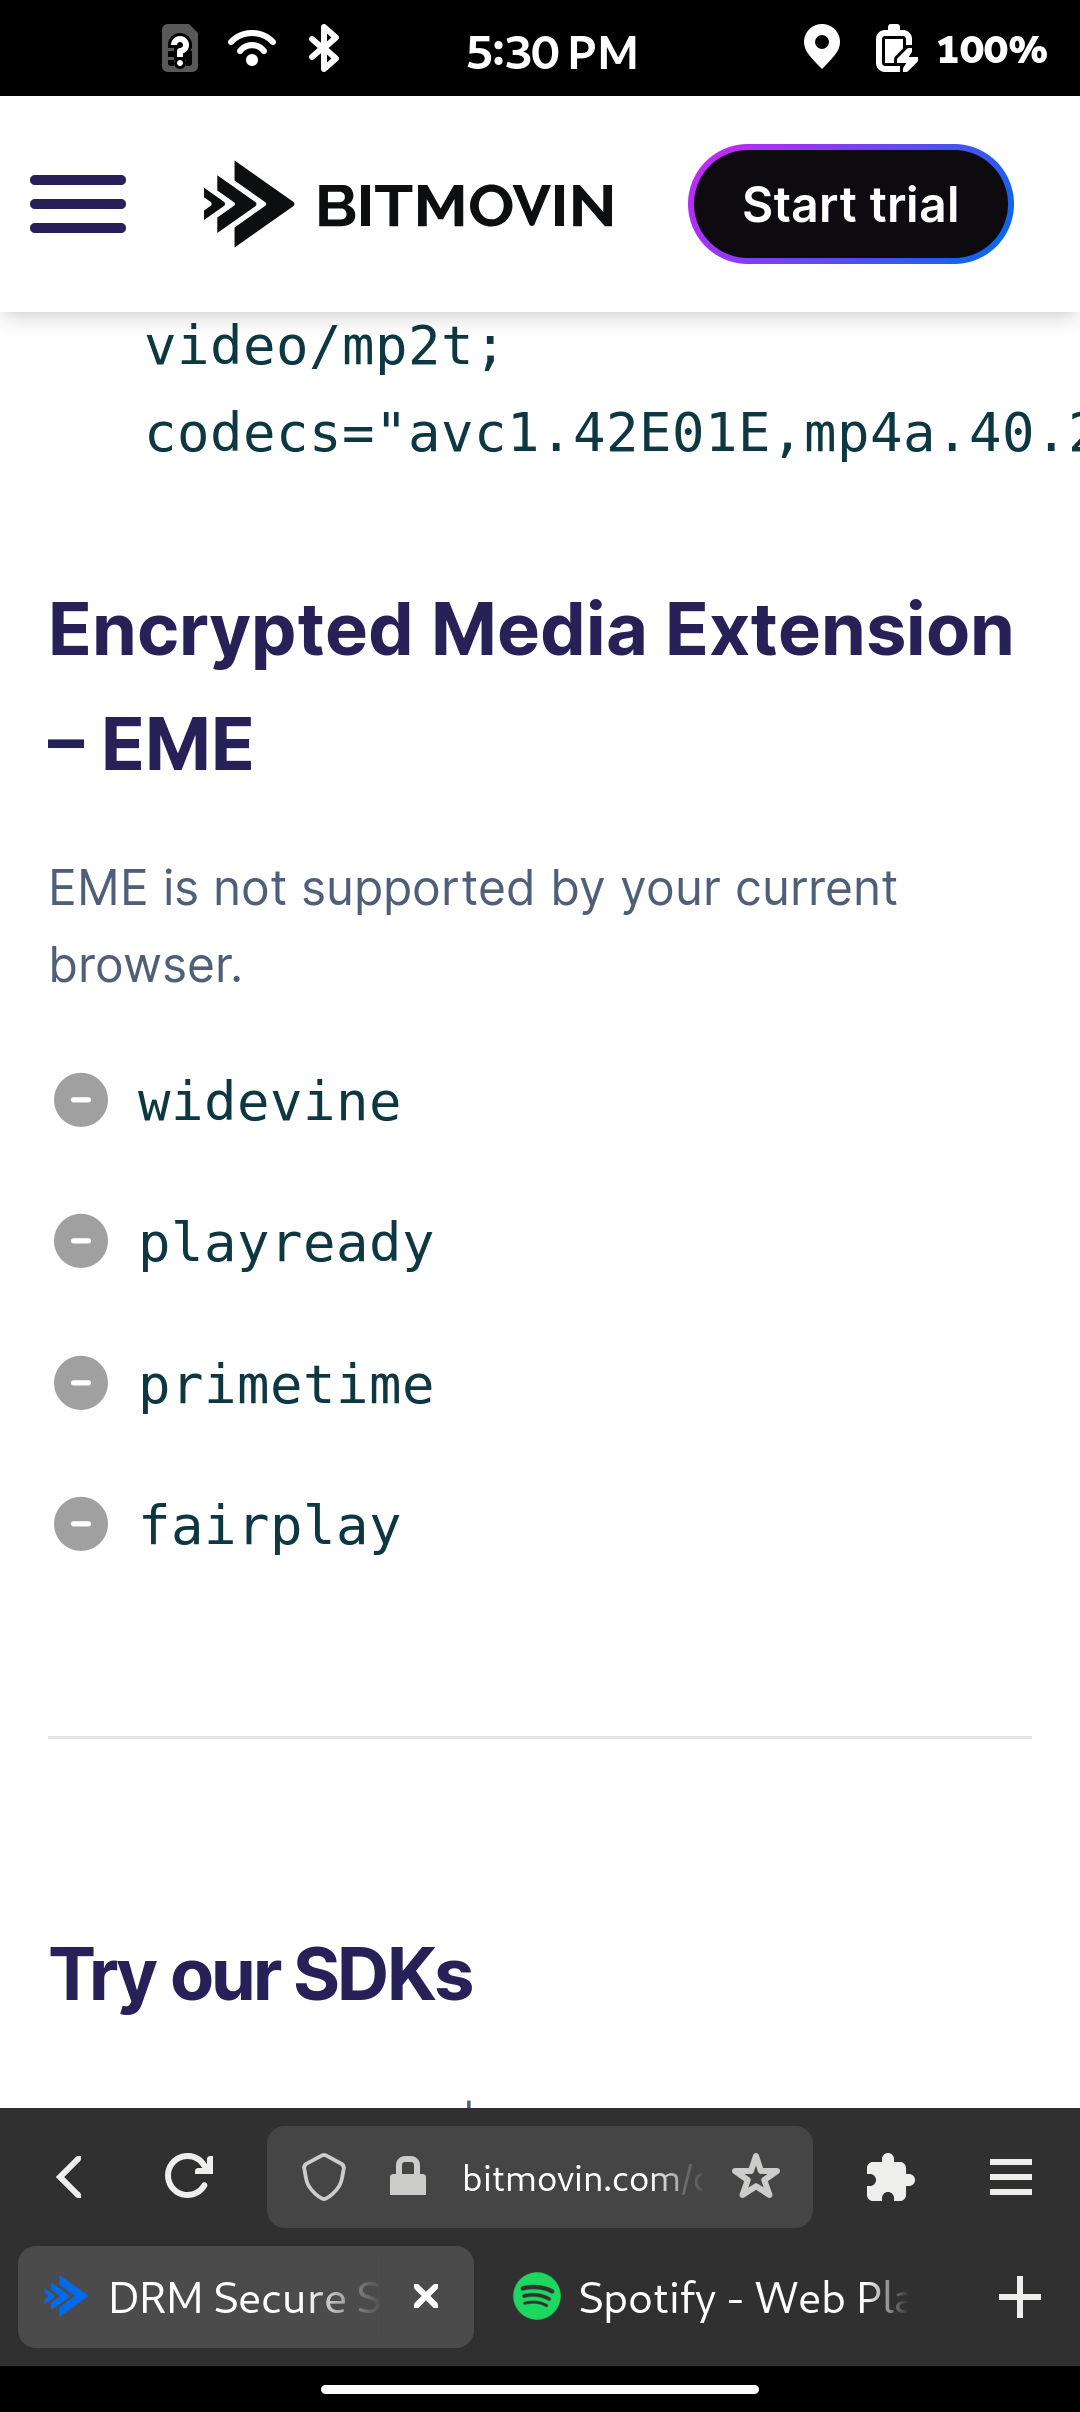 5:30 PM 100%
BITMOVIN Start trial
video/mp2t;
codecs="avc1.42E01E,mp4a.40.2
Encrypted Media Extension
– EME
EME is not supported by your current
browser.
widevine
playready
primetime
fairplay
Try our SDKs
bitmovin.com/
DRM Secure S Spotify - Web Pla